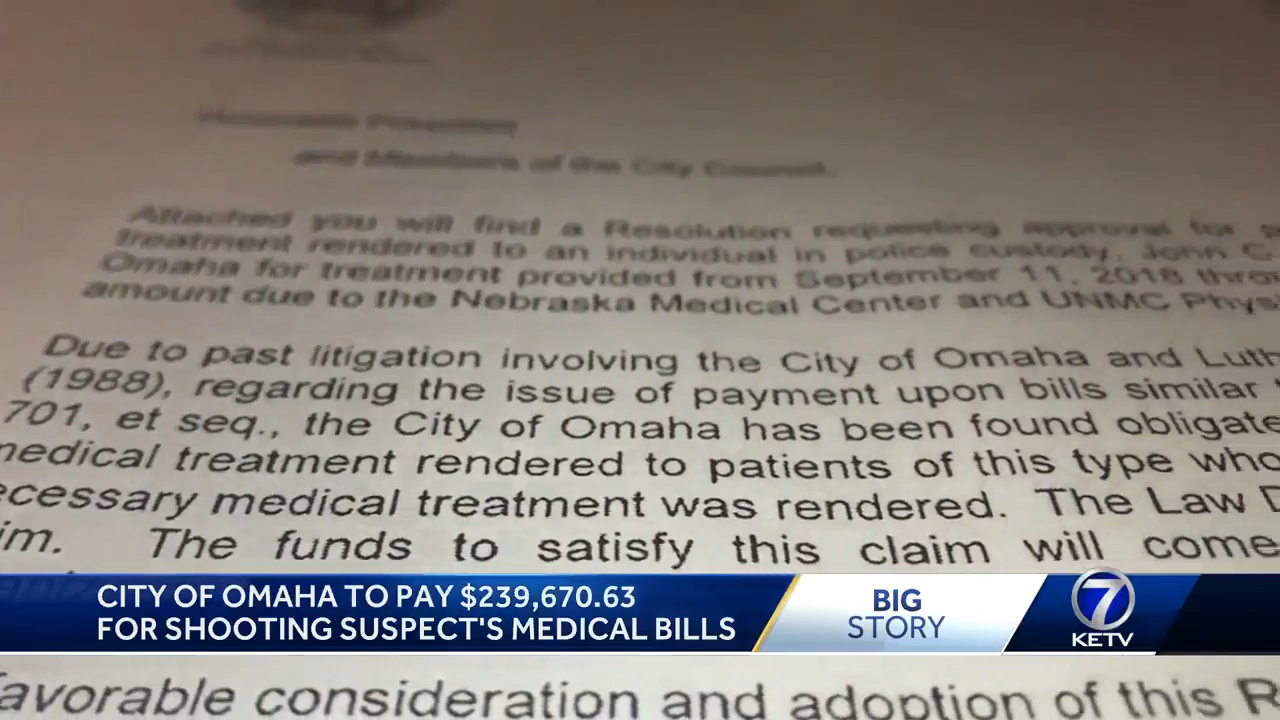 Honorable President
and Members of the City Council,
Attached you will find a Resolution requesting approval for
treatment rendered to an individual in police custody, John C.
Omaha for treatment provided from September 11, 2018 throu
amount due to the Nebraska Medical Center and UNMC Physi
Due to past litigation involving the City of Omaha and Luth
(1988), regarding the issue of payment upon bills similar
701, et seq., the City of Omaha has been found obligate
medical treatment rendered to patients of this type who
ecessary medical treatment was rendered. The Law D
im. The funds to satisfy this claim will come
CITY OF OMAHA TO PAY $239,670.63
FOR SHOOTING SUSPECT'S MEDICAL BILLS
BIG
STORY
7
KETV
favorable consideration and adoption of this R